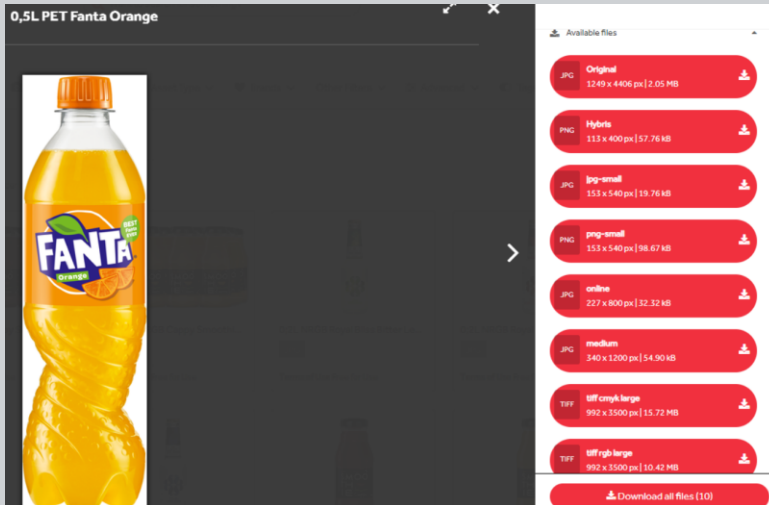 0,5L PET Fanta Orange
BEST
FANTA
Orange
Available files
JPG
Original
1249 x 4406 px | 2.05 MB
PNG
Hybris
113 x 400 px | 57.76 kB
JPG
jpg-small
153 x 540 px | 19.76 kB
PNG
png-small
153 x 540 px | 98.67 kB
JPG
online
227 x 800 px | 32.32 kB
JPG
medium
340 x 1200 px | 54.90 kB
TIFF
tiff cmyk large
992 x 3500 px | 15.72 MB
TIFF
tiff rgb large
992 x 3500 px | 10.42 MB
Download all files (10)